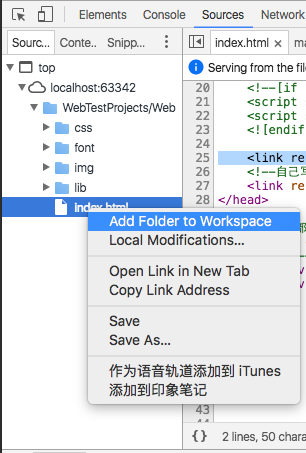 Elements Console Sources
Sourc... Conte... Snipp...
index.html
top
localhost:63342
WebTestProjects/Web
css
font
img
lib
index.html
Serving from the file
20 <!--[if
<script
22 <script
23 <![endif
24
25 <link re
26 <!--自己写
27 <link re
28 </head>
Add Folder to Workspace
Local Modifications...
Open Link in New Tab
Copy Link Address
Save
Save As...
作为语音轨道添加到 iTunes
添加到印象笔记
43
44
{} 2 lines, 50 charac